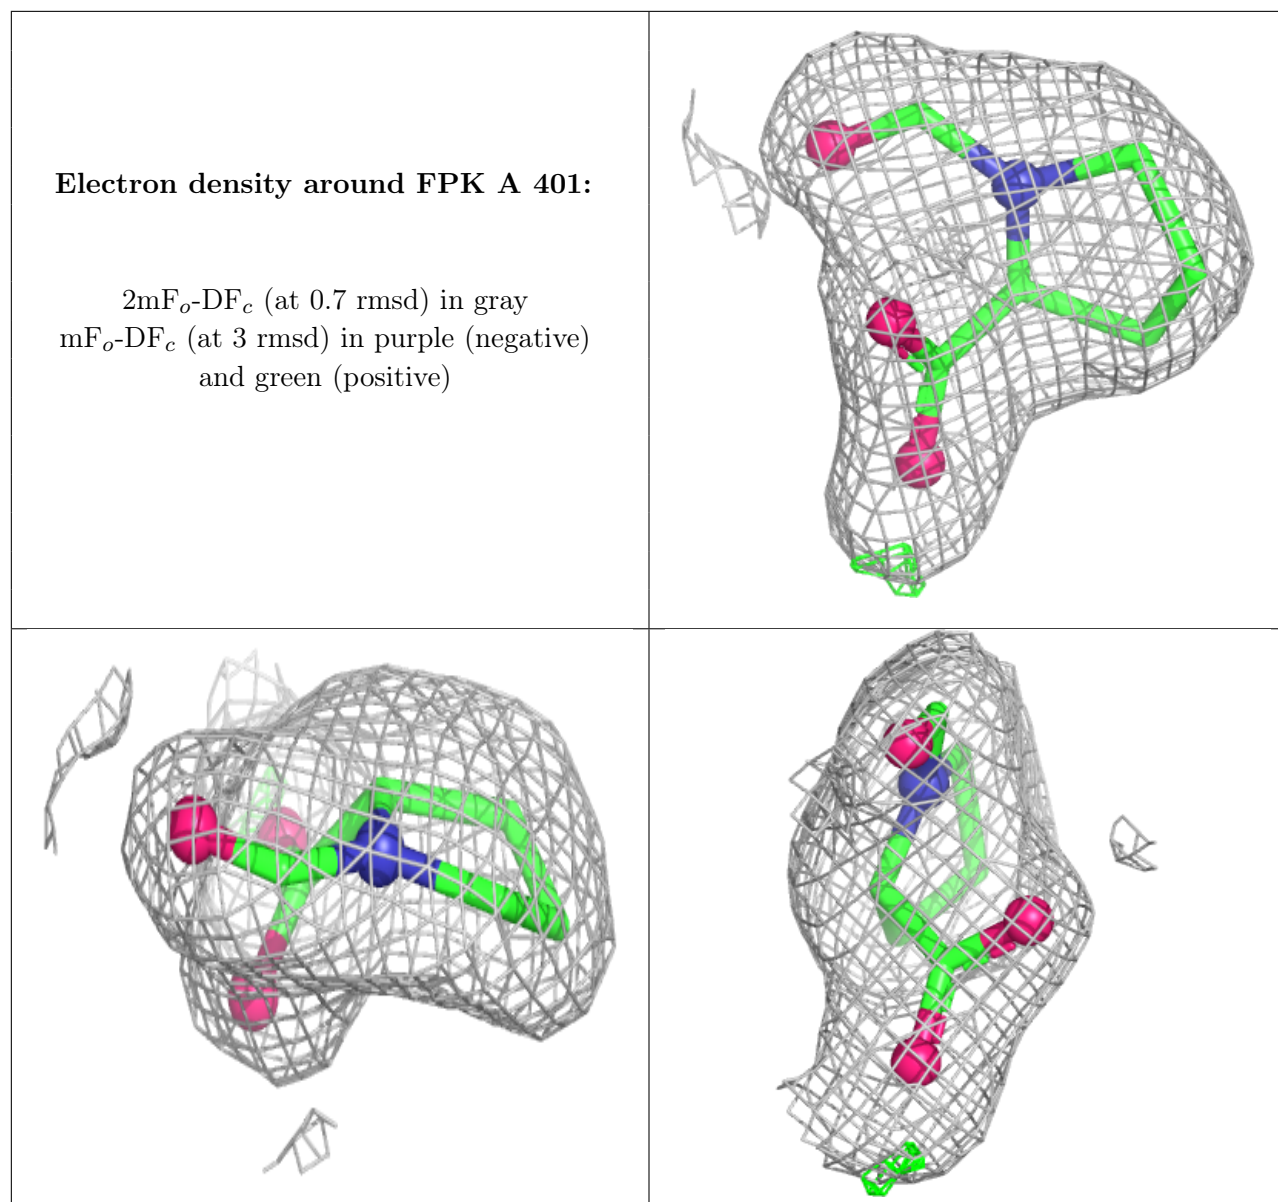 Electron density around FPK A 401:
2mFₒ-DF𝒸 (at 0.7 rmsd) in gray
mFₒ-DF𝒸 (at 3 rmsd) in purple (negative)
and green (positive)